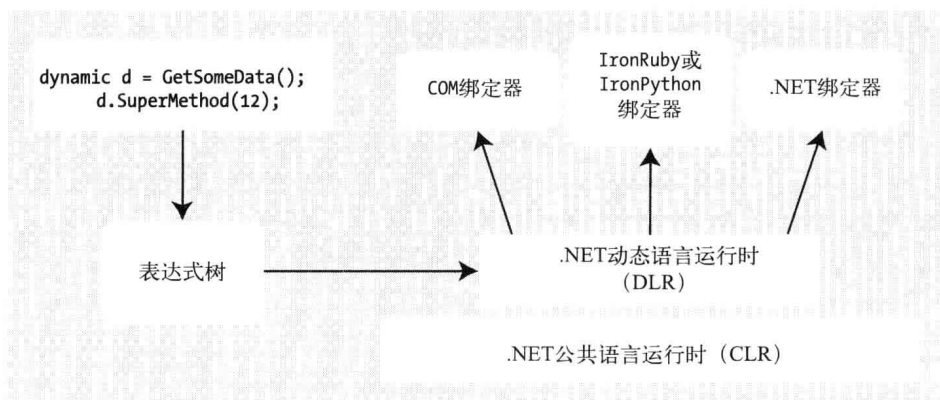 dynamic d = GetSomeData();
d.SuperMethod(12);
COM绑定器
IronRuby或
IronPython
绑定器
.NET绑定器
表达式树
.NET动态语言运行时
（DLR）
.NET公共语言运行时（CLR）